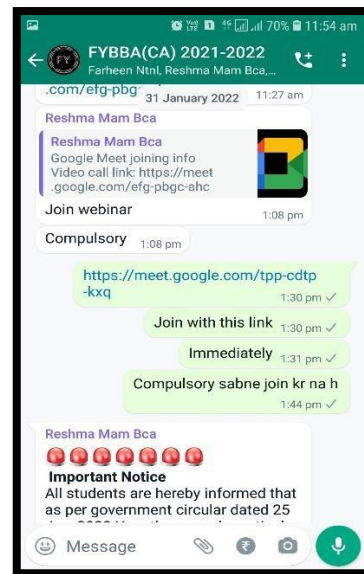 70% 11:54 am
FYBBA(CA) 2021-2022
Farheen Ntnl, Reshma Mam Bca,...
.com/efg-pbg
31 January 2022
11:27 am
Reshma Mam Bca
Reshma Mam Bca
Google Meet joining info
Video call link: https://meet
.google.com/efg-pbgc-ahc
Join webinar
1:08 pm
Compulsory 1:08 pm
https://meet.google.com/tpp-cdtp
-kxq
1:30 pm
Join with this link 1:30 pm
Immediately 1:31 pm
Compulsory sabne join kr na h
1:44 pm
Reshma Mam Bca
Important Notice
All students are hereby informed that
as per government circular dated 25
Message